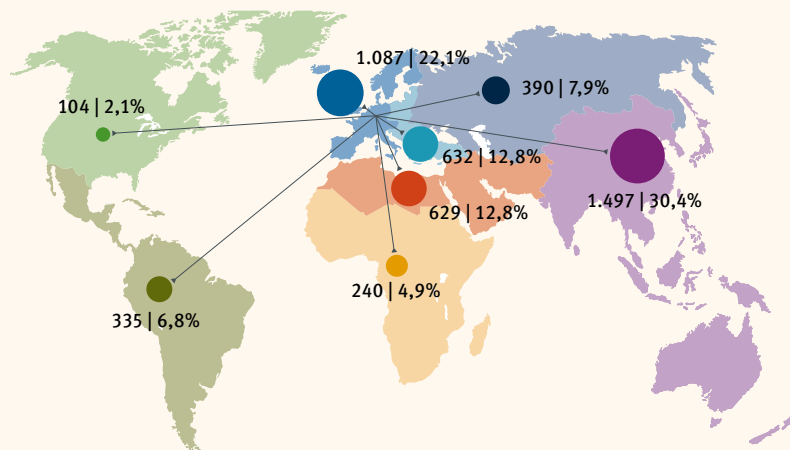 1.087 | 22,1%
390 | 7,9%
104 | 2,1%
632 | 12,8%
1.497 | 30,4%
629 | 12,8%
240 | 4,9%
335 | 6,8%